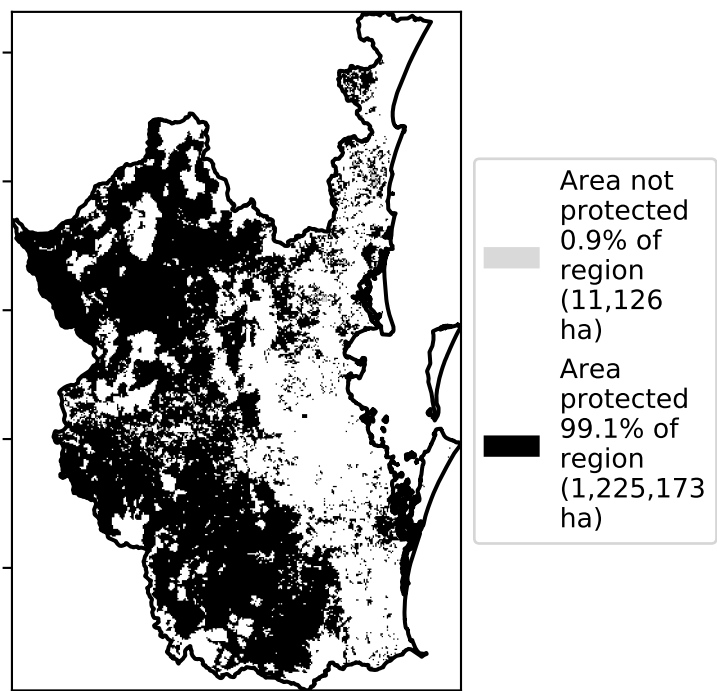 Area not
protected
0.9% of
region
(11,126
ha)
Area
protected
99.1% of
region
(1,225,173
ha)